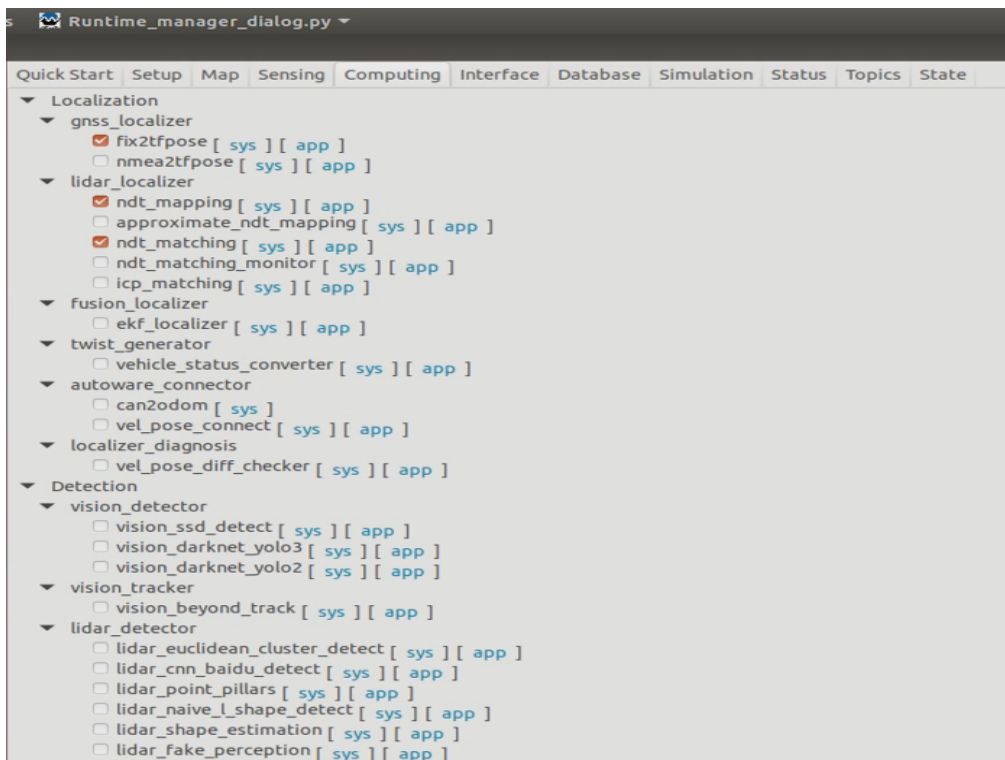 s Runtime_manager_dialog.py
Quick Start Setup Map Sensing Computing Interface Database Simulation Status Topics State
Localization
gnss_localizer
fix2tfpose [ sys ] [ app ]
nmea2tfpose [ sys ] [ app ]
lidar_localizer
ndt_mapping [ sys ] [ app ]
approximate_ndt_mapping [ sys ] [ app ]
ndt_matching [ sys ] [ app ]
ndt_matching_monitor [ sys ] [ app ]
icp_matching [ sys ] [ app ]
fusion_localizer
ekf_localizer [ sys ] [ app ]
twist_generator
vehicle_status_converter [ sys ] [ app ]
autoware_connector
can2odom [ sys ]
vel_pose_connect [ sys ] [ app ]
localizer_diagnosis
vel_pose_diff_checker [ sys ] [ app ]
Detection
vision_detector
vision_ssd_detect [ sys ] [ app ]
vision_darknet_yolo3 [ sys ] [ app ]
vision_darknet_yolo2 [ sys ] [ app ]
vision_tracker
vision_beyond_track [ sys ] [ app ]
lidar_detector
lidar_euclidean_cluster_detect [ sys ] [ app ]
lidar_cnn_baidu_detect [ sys ] [ app ]
lidar_point_pillars [ sys ] [ app ]
lidar_naive_l_shape_detect [ sys ] [ app ]
lidar_shape_estimation [ sys ] [ app ]
lidar_fake_perception [ sys ] [ app ]